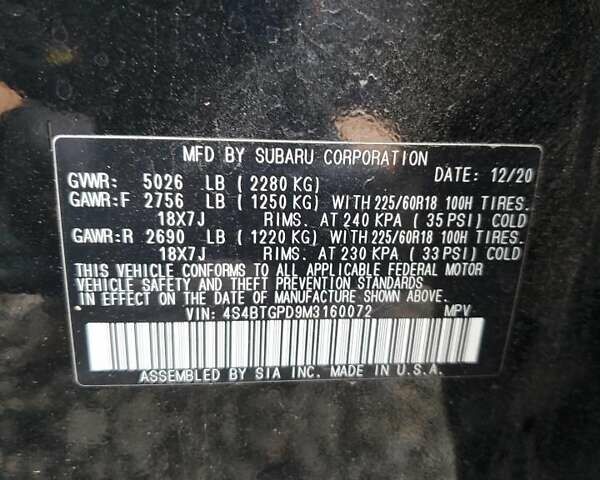 MFD BY SUBARU CORPORATION DATE: 12/20
GVWR: 5026 LB ( 2280 KG)
GAWR:F 2756 LB ( 1250 KG) WITH 225/60R18 100H TIRES.
18X7J RIMS. AT 240 KPA ( 35 PSI) COLD
GAWR:R 2690 LB ( 1220 KG) WITH 225/60R18 100H TIRES.
18X7J RIMS. AT 230 KPA ( 33 PSI) COLD
THIS VEHICLE CONFORMS TO ALL APPLICABLE FEDERAL MOTOR
VEHICLE SAFETY AND THEFT PREVENTION STANDARDS
IN EFFECT ON THE DATE OF MANUFACTURE SHOWN ABOVE.
VIN: 4S4BTGPD9M3160072 MPV
ASSEMBLED BY SIA INC. MADE IN U.S.A.